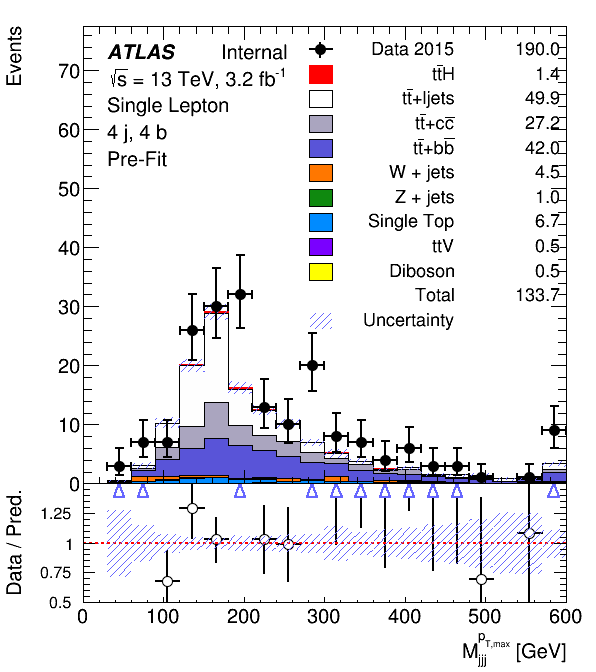 Events
70
60
50
40
30
20
10
0
ATLAS Internal
√s = 13 TeV, 3.2 fb-1
Single Lepton
4 j, 4 b
Pre-Fit
Data 2015 190.0
tt̄H 1.4
tt̄+ljets 49.9
tt̄+cc̄ 27.2
tt̄+bb̄ 42.0
W + jets 4.5
Z + jets 1.0
Single Top 6.7
ttV 0.5
Diboson 0.5
Total 133.7
Uncertainty
Data / Pred.
1.25
1
0.75
0.5
0 100 200 300 400 500 600
M jjj pT,max [GeV]